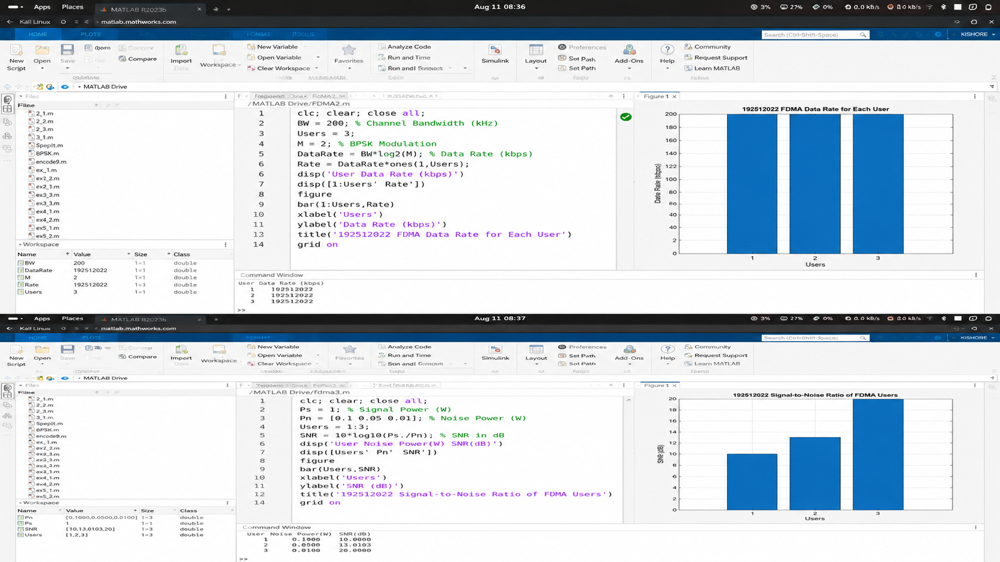 Apps Places MATLAB R2023b Aug 11 08:36 3% 27% 0% 0.0 kB/s
Kali Linux matlab.mathworks.com
HOME PLOTS FORMAT TOOLS Search (Ctrl-Shift-Space) KISHORE
New Script Open Save Compare Import Data Workspace New Variable Open Variable Clear Workspace Favorites Analyze Code Run and Time Simulink Layout Preferences Set Path Set Path Add-Ons Help Community Request Support Learn MATLAB
MATLAB Drive
Files
2_1.m
2_2.m
2_3.m
3_1.m
BPSK.m
encode9.m
ex_1.m
ex2_2.m
ex2_1.m
ex3_3.m
ex3_3.m
ex4_1.m
ex4_2.m
ex5_1.m
ex5_2.m
Workspace
Name Value Size Class
BW 200 1×1 double
DataRate 192512022 1×1 double
M 2 1×1 double
Rate 192512022 double
Users 3 1×1 double
/MATLAB Drive/FDMA2.m
1 clc; clear; close all;
2 BW = 200; % Channel Bandwidth (kHz)
3 Users = 3;
4 M = 2; % BPSK Modulation
5 DataRate = BW*log2(M); % Data Rate (kbps)
6 Rate = DataRate*ones(1,Users);
6 disp('User Data Rate (kbps)')
7 disp([1:Users' Rate'])
8 figure
9 bar(1:Users,Rate)
10 xlabel('Users')
11 ylabel('Data Rate (kbps)')
13 title('192512022 FDMA Data Rate for Each User')
14 grid on
Command Window
User Data Rate (kbps)
1 192512022
2 192512022
3 192512022
>>
Figure 1
192512022 FDMA Data Rate for Each User
200
180
160
140
122
100
80
60
40
40
2
0
1 2 3
Users
Apps Places MATLAB R2023b Aug 11 08:37 3% 27% 0% 0.0 kB/s
Kali Linux matlab.mathworks.com
HOME PLOTS FORMAT Search (Ctrl-Shift-Space) KISHORE
New Script Open Save Compare Import Data Workspace New Variable Open Variable Clear Workspace Favorites Analyze Code Run and Time Simulink Layout Preferences Set Path Set Path Add-Ons Help Community Request Support Learn MATLAB
MATLAB Drive
Files
2_1.m
2_2.m
2_3.m
3_1.m
BPSK.m
encode9.m
ex4_1.m
ex4_2.m
ex5_1.m
ex5_2.m
Workspace
Name Value Size Class
Pn [0.1000,0.0500,0.0100] 1×3 double
Ps 1 1×1 double
SNR [10,13.0103,20] 1×3 double
Users [1,2,3] 1×3 double
/MATLAB Drive/fdma3.m
1 clc; clear; close all;
2 Ps = 1; % Signal Power (W)
3 Pn = [0.1 0.05 0.01]; % Noise Power (W)
4 Users = 1:3;
5 SNR = 10*log10(Ps./Pn); % SNR in dB
6 disp('User Noise Power(W) SNR(dB)')
7 disp([Users' Pn' SNR'])
8 figure
9 bar(Users,SNR)
10 xlabel('Users')
11 ylabel('SNR (dB)')
12 title('192512022 Signal-to-Noise Ratio of FDMA Users')
14 grid on
Command Window
User Noise Power(W) SNR(dB)
1 0.1000 10.0000
2 0.0500 13.0103
3 0.0100 20.0000
>>
Figure 1
192512022 Signal-to-Noise Ratio of FDMA Users
SNR (dB)
20
18
16
14
12
10
8
6
4
2
0
1 2 3
Users